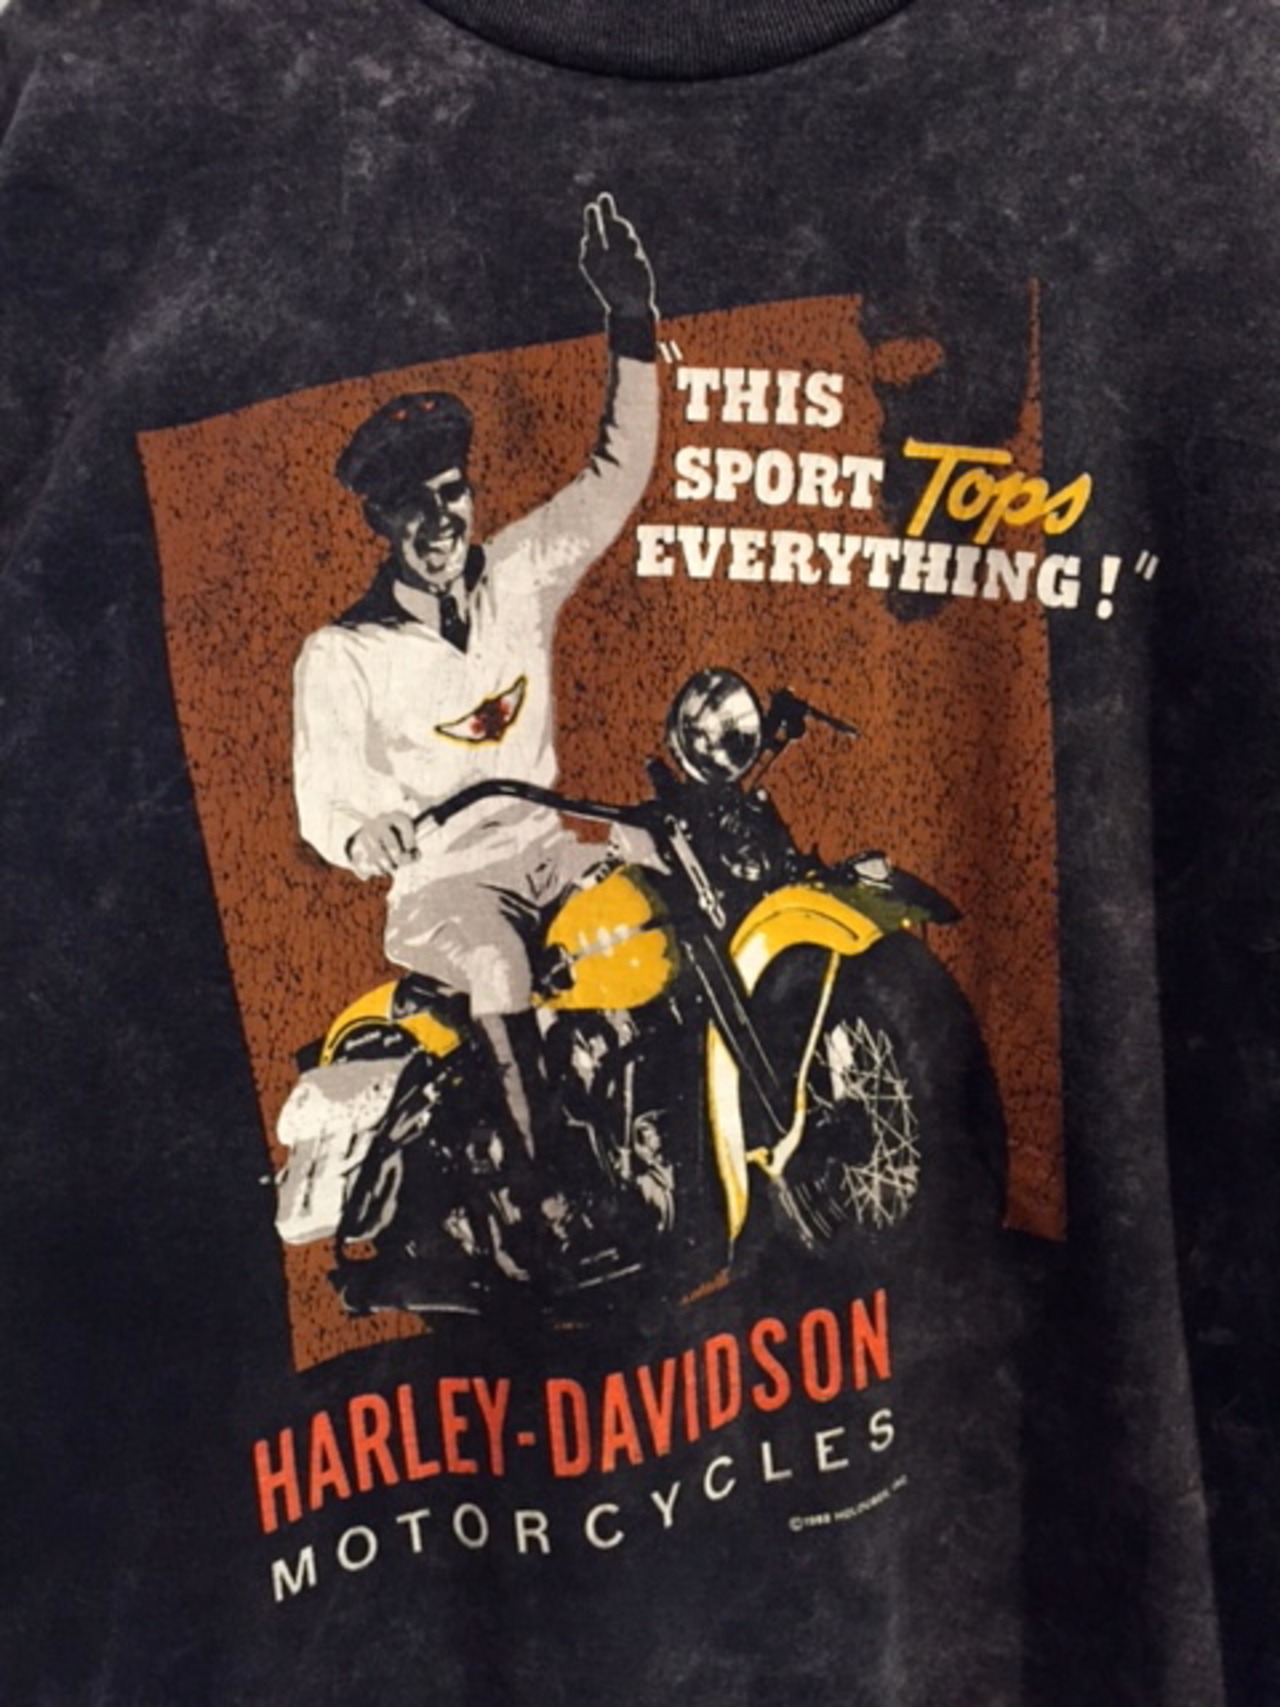 "THIS
SPORT Tops
EVERYTHING!"
HARLEY-DAVIDSON
MOTORCYCLES